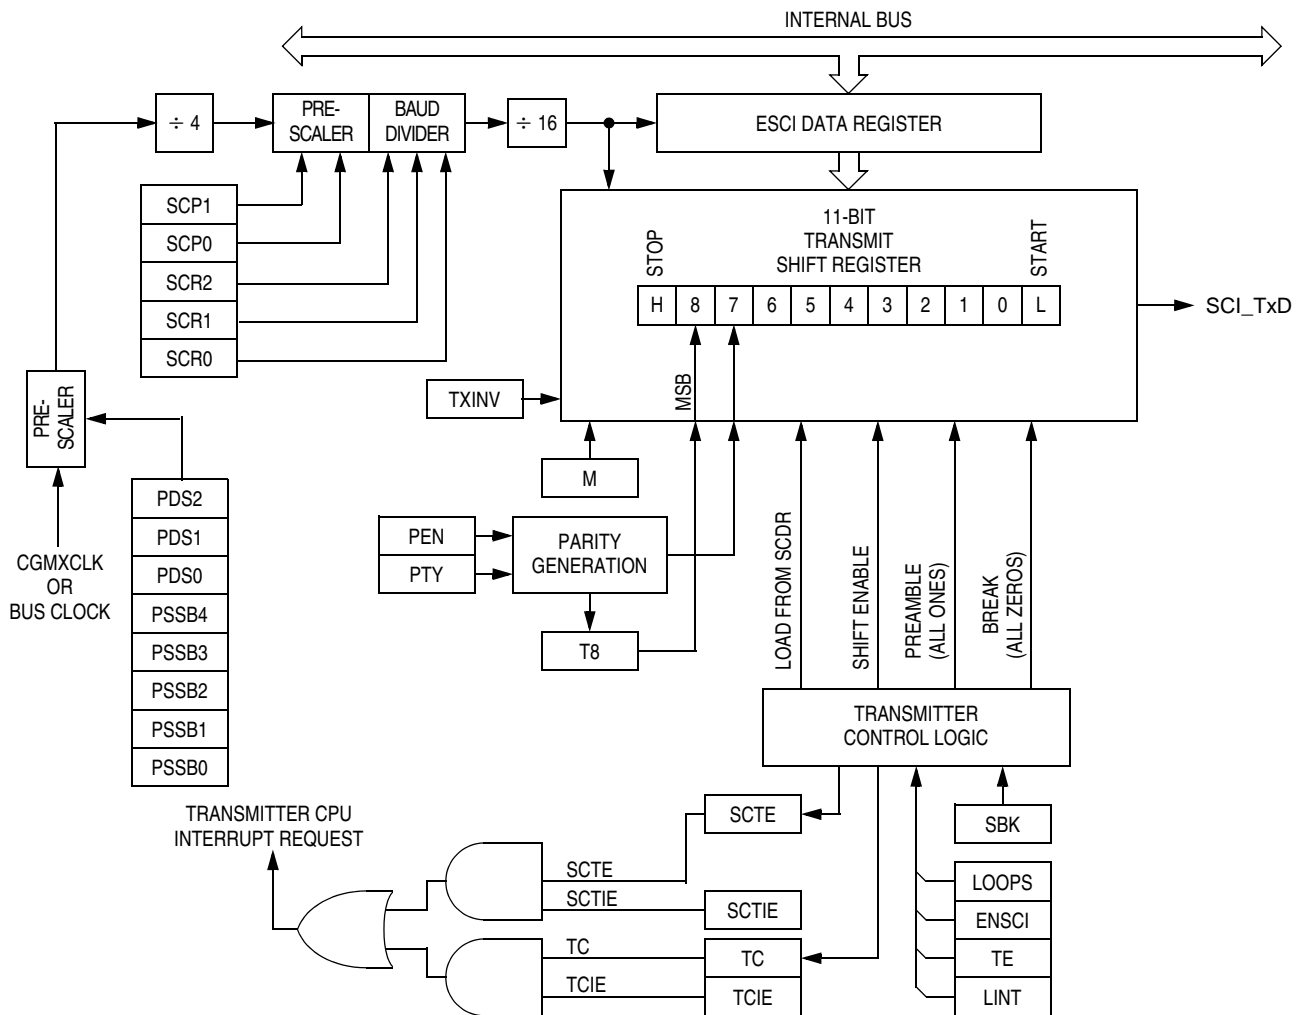 INTERNAL BUS
÷ 4
PRE-
SCALER
BAUD
DIVIDER
÷ 16
ESCI DATA REGISTER
SCP1
SCP0
SCR2
SCR1
SCR0
11-BIT
TRANSMIT
SHIFT REGISTER
STOP
START
H 8 7 6 5 4 3 2 1 0 L
SCI_TxD
PRE-
SCALER
TXINV
MSB
M
CGMXCLK
OR
BUS CLOCK
PDS2
PDS1
PDS0
PSSB4
PSSB3
PSSB2
PSSB1
PSSB0
PEN
PTY
PARITY
GENERATION
T8
LOAD FROM SCDR
SHIFT ENABLE
PREAMBLE
(ALL ONES)
BREAK
(ALL ZEROS)
TRANSMITTER
CONTROL LOGIC
TRANSMITTER CPU
INTERRUPT REQUEST
SCTE
SBK
SCTE
SCTIE
SCTIE
LOOPS
ENSCI
TC
TC
TE
TCIE
TCIE
LINT